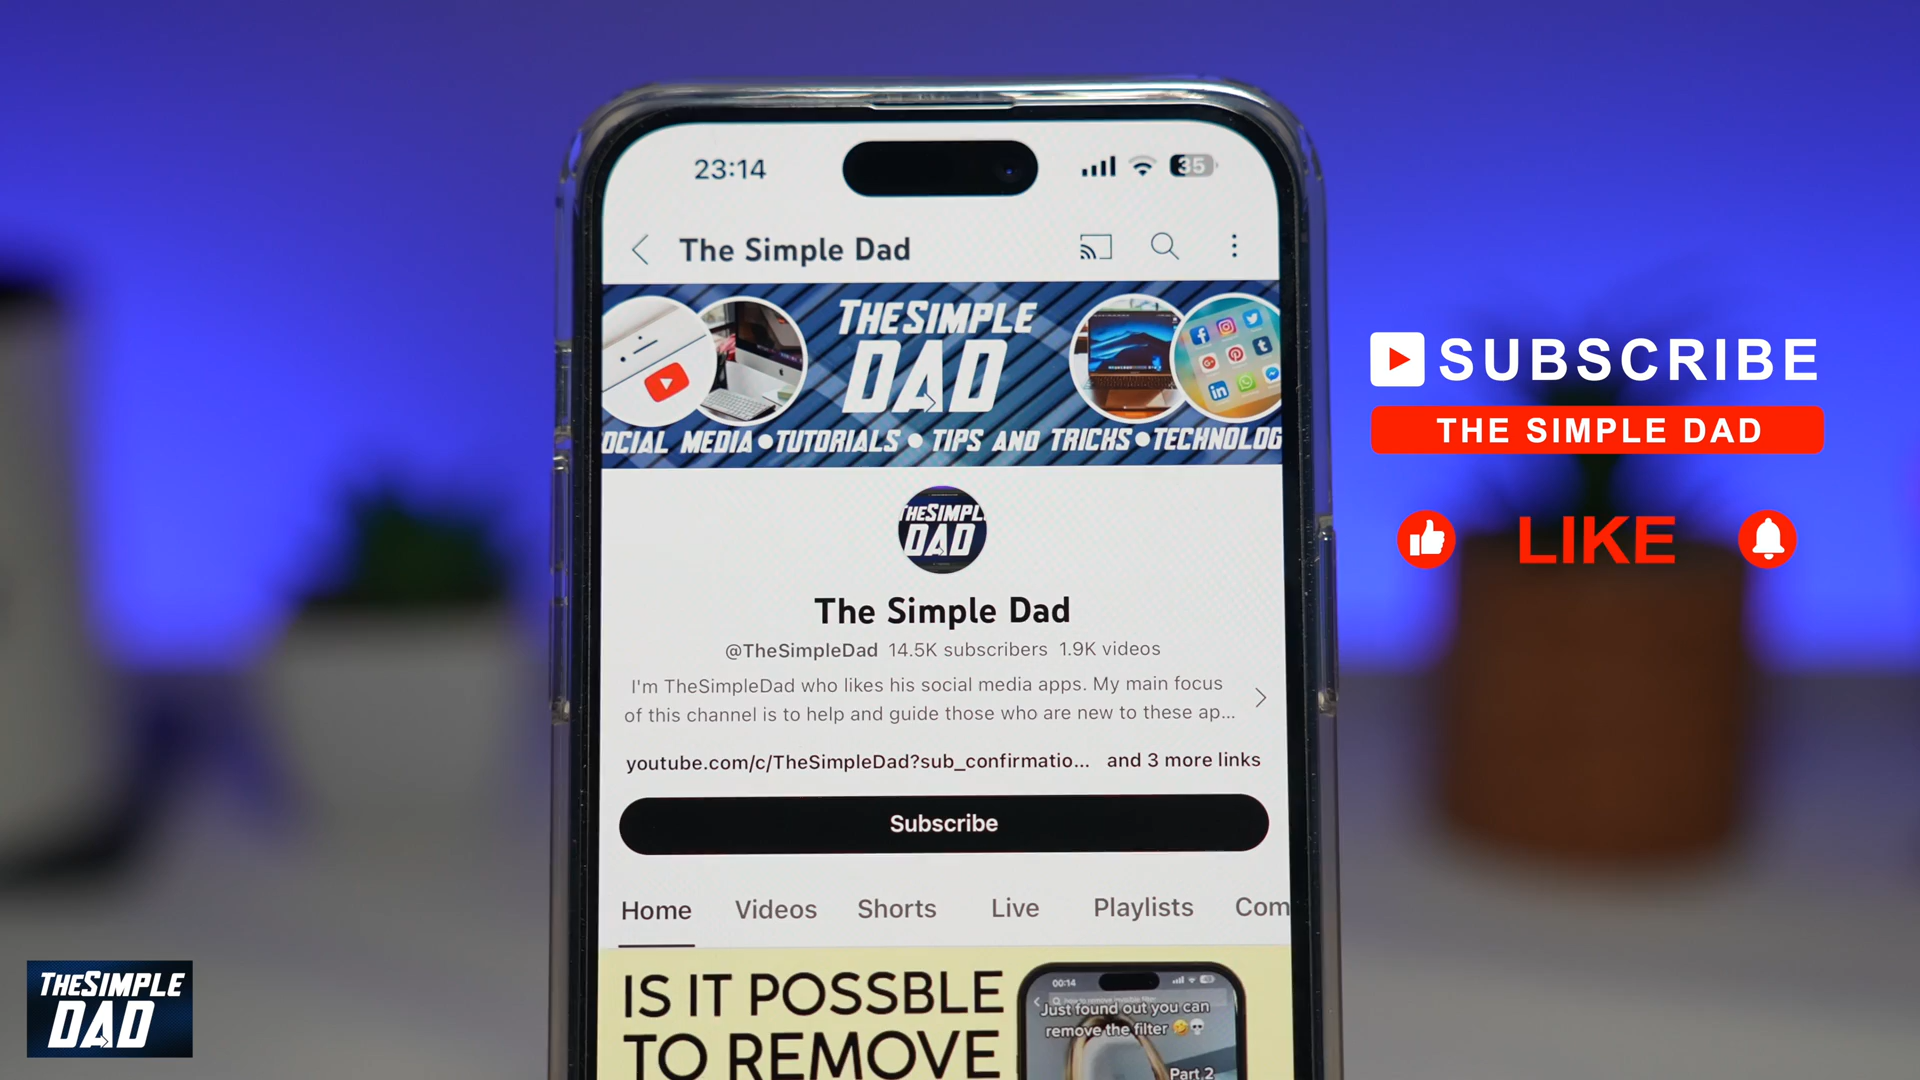 23:14
35
The Simple Dad
THESIMPLE
DAD
OCIAL MEDIA●TUTORIALS ● TIPS AND TRICKS●TECHNOLOG
THESIMPL
DAD
The Simple Dad
@TheSimpleDad 14.5K subscribers 1.9K videos
I'm TheSimpleDad who likes his social media apps. My main focus
of this channel is to help and guide those who are new to these ap...
youtube.com/c/TheSimpleDad?sub_confirmatio... and 3 more links
Subscribe
Home Videos Shorts Live Playlists Com
IS IT POSSBLE
TO REMOVE
00:14
Just found out you can
remove the filter
Part 2
SUBSCRIBE
THE SIMPLE DAD
LIKE
THESIMPLE
DAD